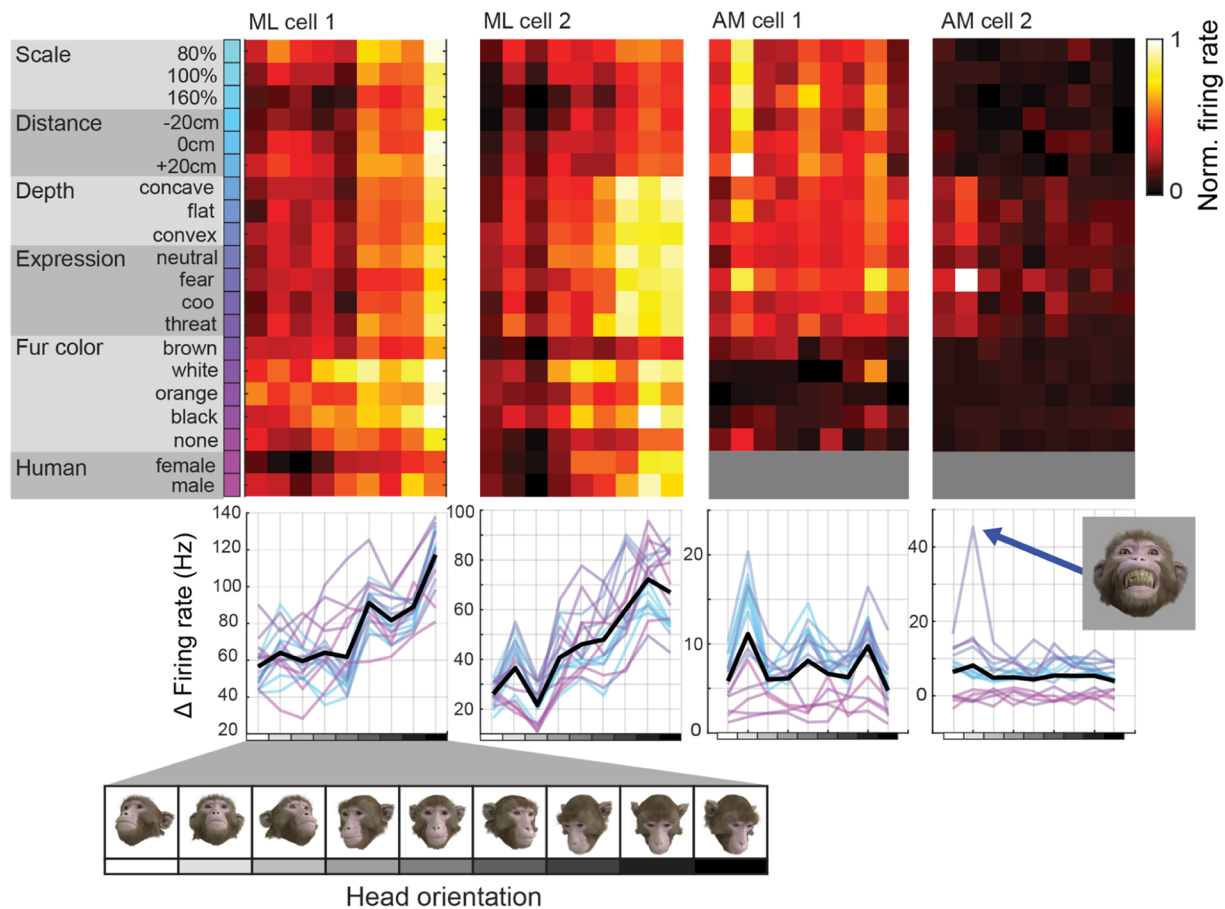 ML cell 1
ML cell 2
AM cell 1
AM cell 2
Scale
80%
100%
160%
Distance
-20cm
0cm
+20cm
Depth
concave
flat
convex
Expression
neutral
fear
coo
threat
Fur color
brown
white
orange
black
none
Human
female
male
1
0
Norm. firing rate
Δ Firing rate (Hz)
140
120
100
80
60
40
20
100
80
60
40
20
20
10
0
40
20
0
Head orientation